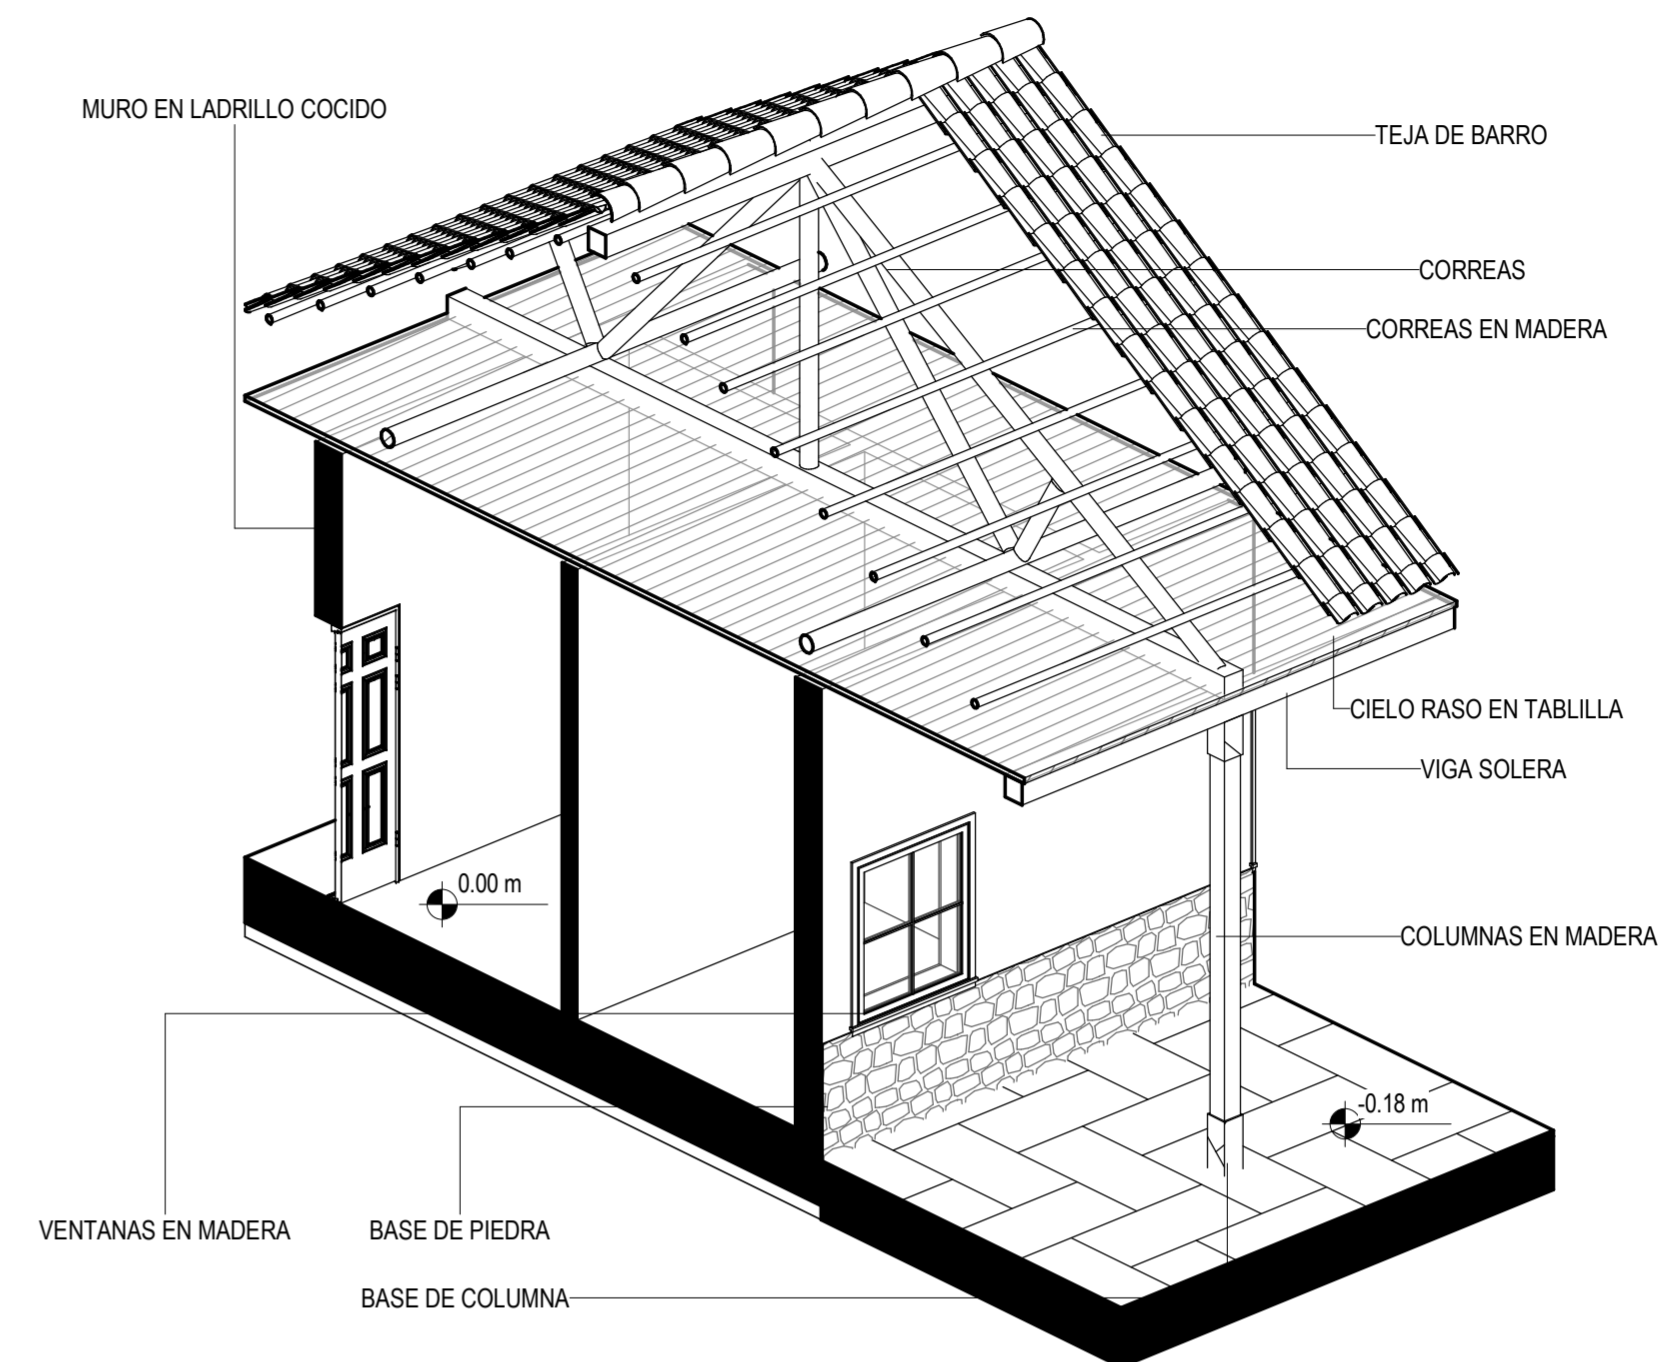 MURO EN LADRILLO COCIDO
TEJA DE BARRO
CORREAS
CORREAS EN MADERA
CIELO RASO EN TABLILLA
VIGA SOLERA
0.00 m
COLUMNAS EN MADERA
-0.18 m
VENTANAS EN MADERA
BASE DE PIEDRA
BASE DE COLUMNA